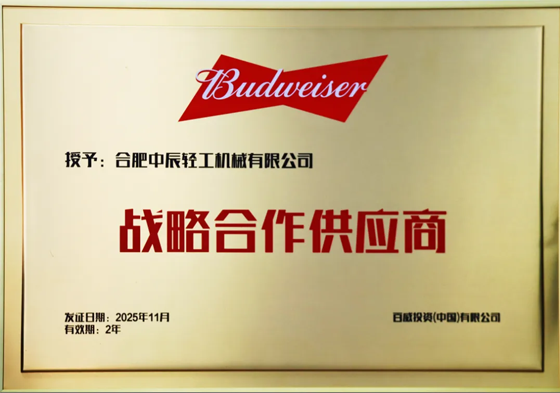 Budweiser
授予：合肥中辰轻工机械有限公司
战略合作供应商
发证日期：2025年11月
有效期：2年
百威投资(中国)有限公司